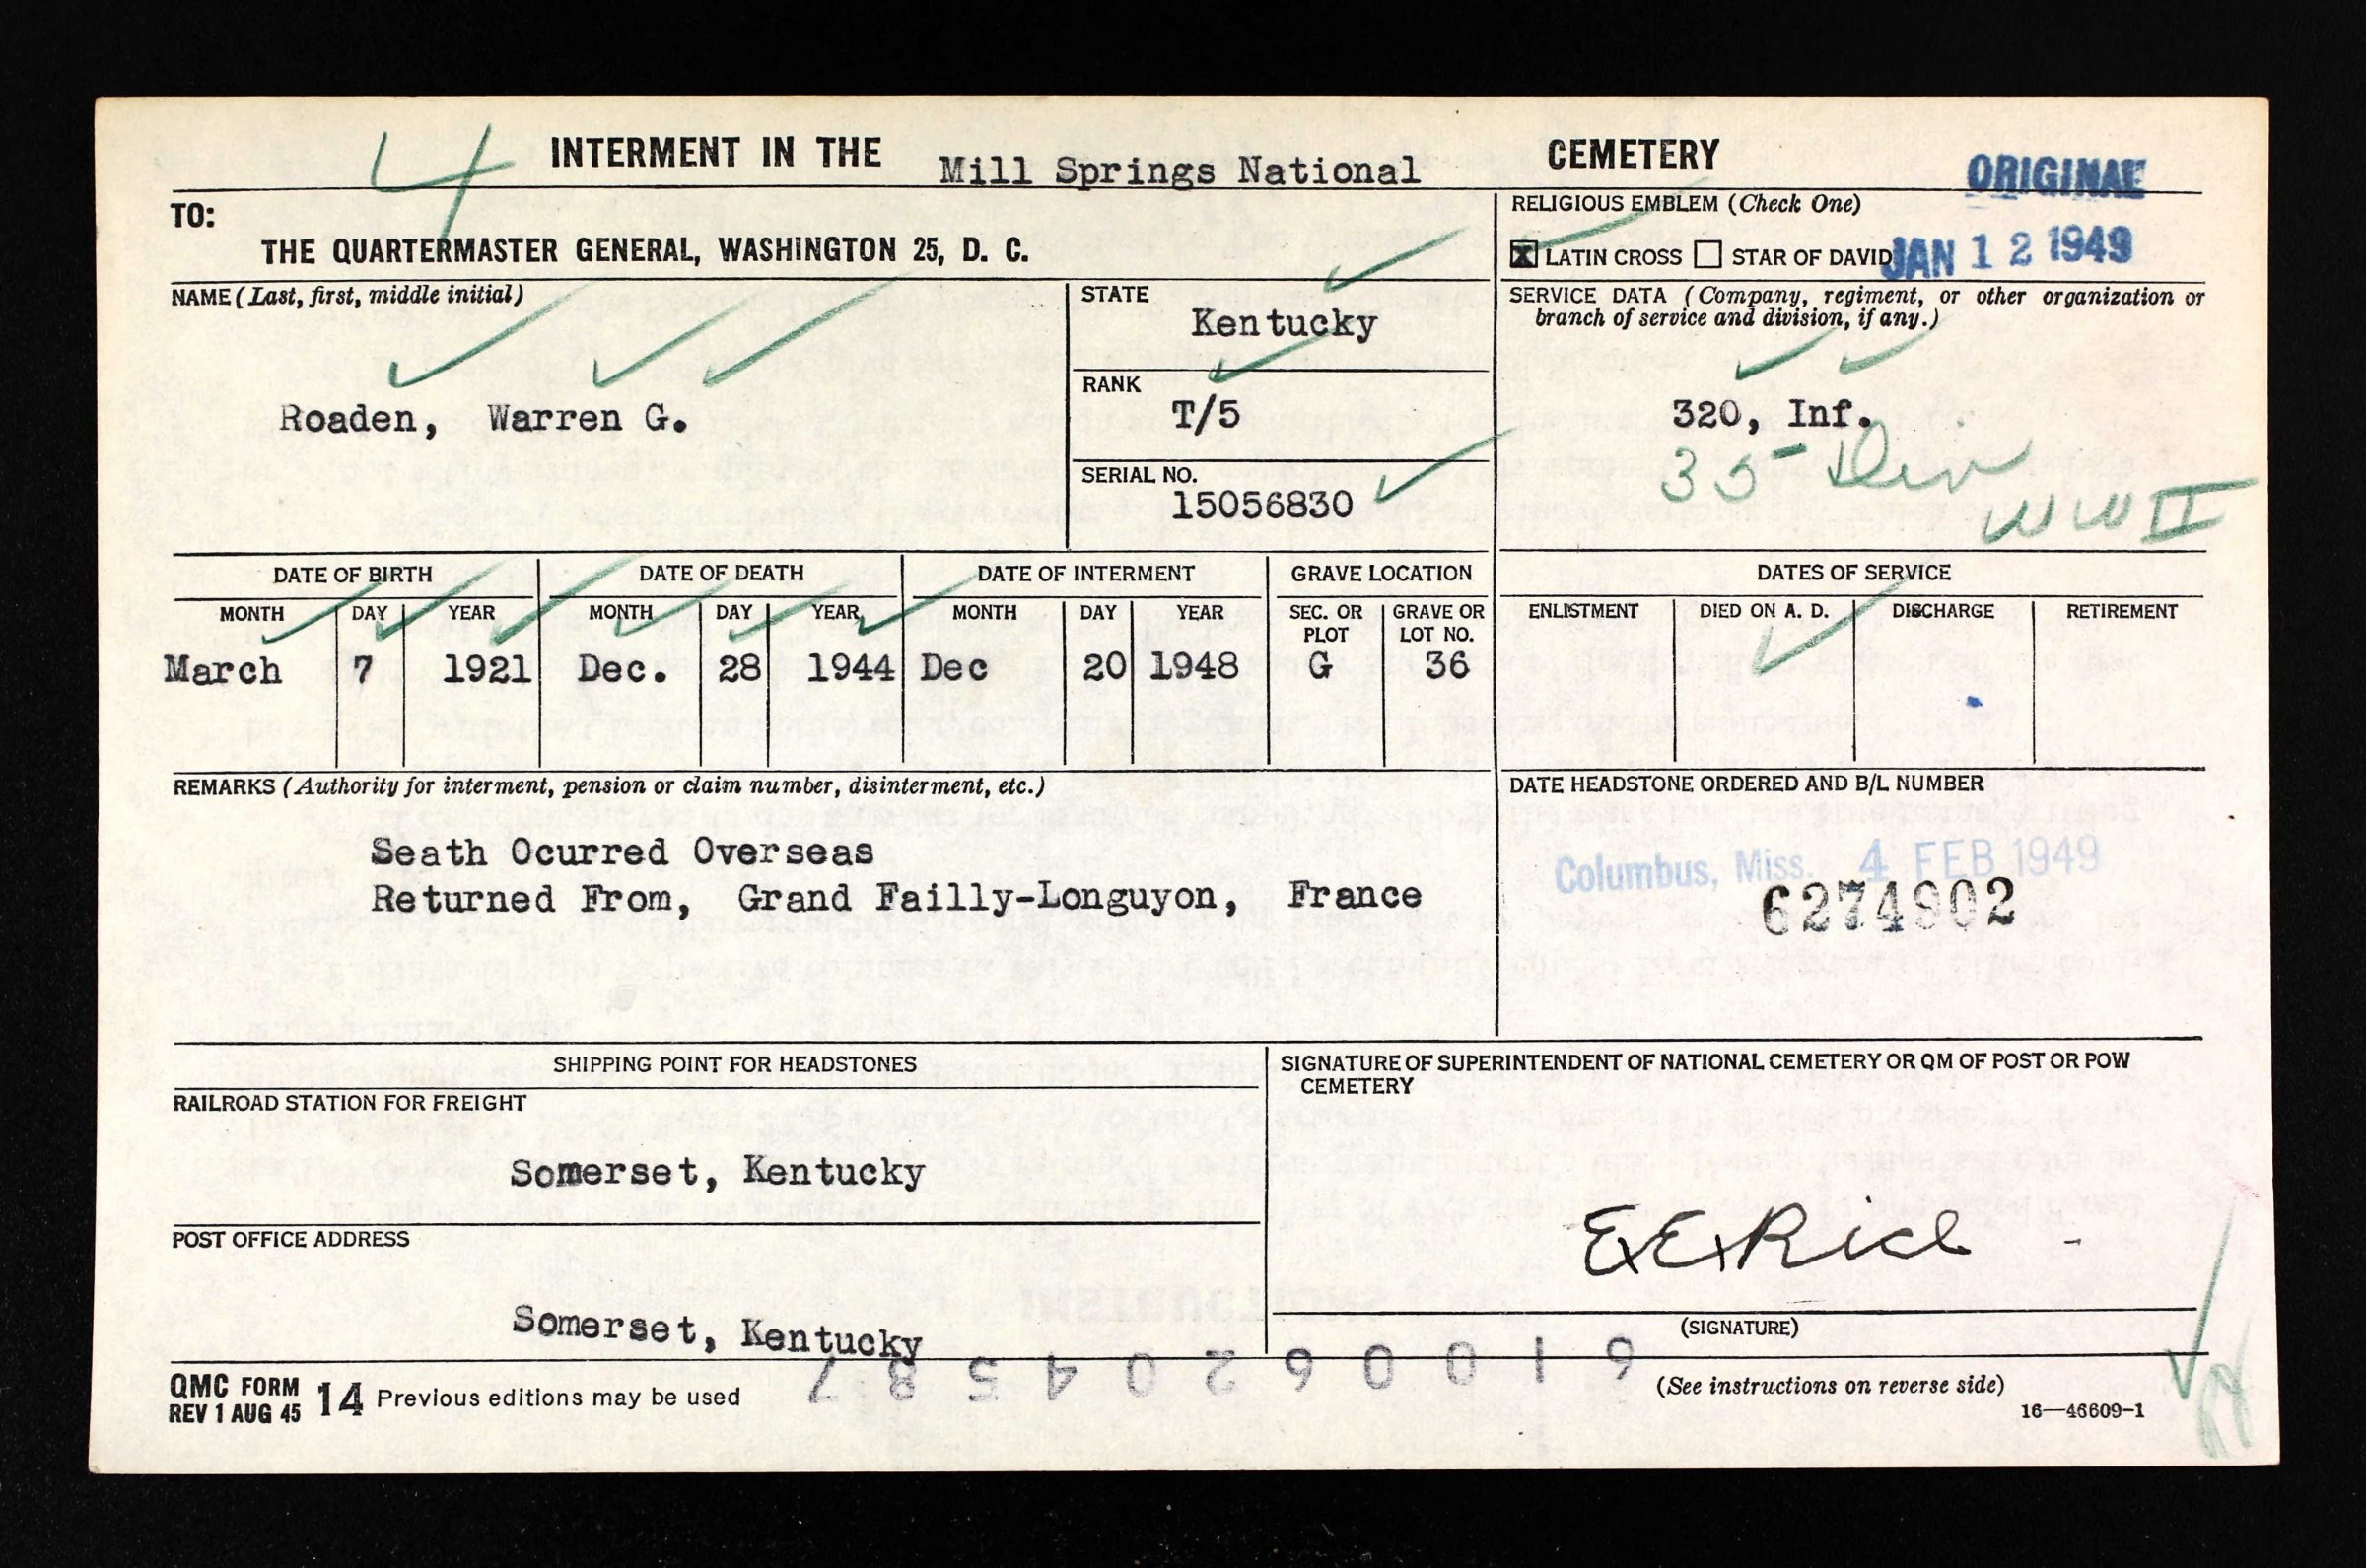 4
INTERMENT IN THE Mill Springs National CEMETERY
ORIGINAL
TO:
THE QUARTERMASTER GENERAL, WASHINGTON 25, D. C.
RELIGIOUS EMBLEM (Check One)
X LATIN CROSS STAR OF DAVID
JAN 12 1949
NAME (Last, first, middle initial)
Roaden, Warren G.
STATE
Kentucky
RANK
T/5
SERIAL NO.
15056830
SERVICE DATA (Company, regiment, or other organization or
branch of service and division, if any.)
320, Inf.
35 - Div
WW II
DATE OF BIRTH DATE OF DEATH DATE OF INTERMENT GRAVE LOCATION DATES OF SERVICE
MONTH DAY YEAR MONTH DAY YEAR MONTH DAY YEAR SEC. OR PLOT GRAVE OR LOT NO. ENLISTMENT DIED ON A. D. DISCHARGE RETIREMENT
March 7 1921 Dec. 28 1944 Dec 20 1948 G 36
REMARKS (Authority for interment, pension or claim number, disinterment, etc.)
Seath Ocurred Overseas
Returned From, Grand Failly-Longuyon, France
DATE HEADSTONE ORDERED AND B/L NUMBER
Columbus, Miss. 4 FEB 1949
6274902
SHIPPING POINT FOR HEADSTONES
RAILROAD STATION FOR FREIGHT
Somerset, Kentucky
POST OFFICE ADDRESS
Somerset, Kentucky
SIGNATURE OF SUPERINTENDENT OF NATIONAL CEMETERY OR QM OF POST OR POW
CEMETERY
E E Rice
(SIGNATURE)
QMC FORM
REV 1 AUG 45 14 Previous editions may be used
78540290019
(See instructions on reverse side)
16—46609-1